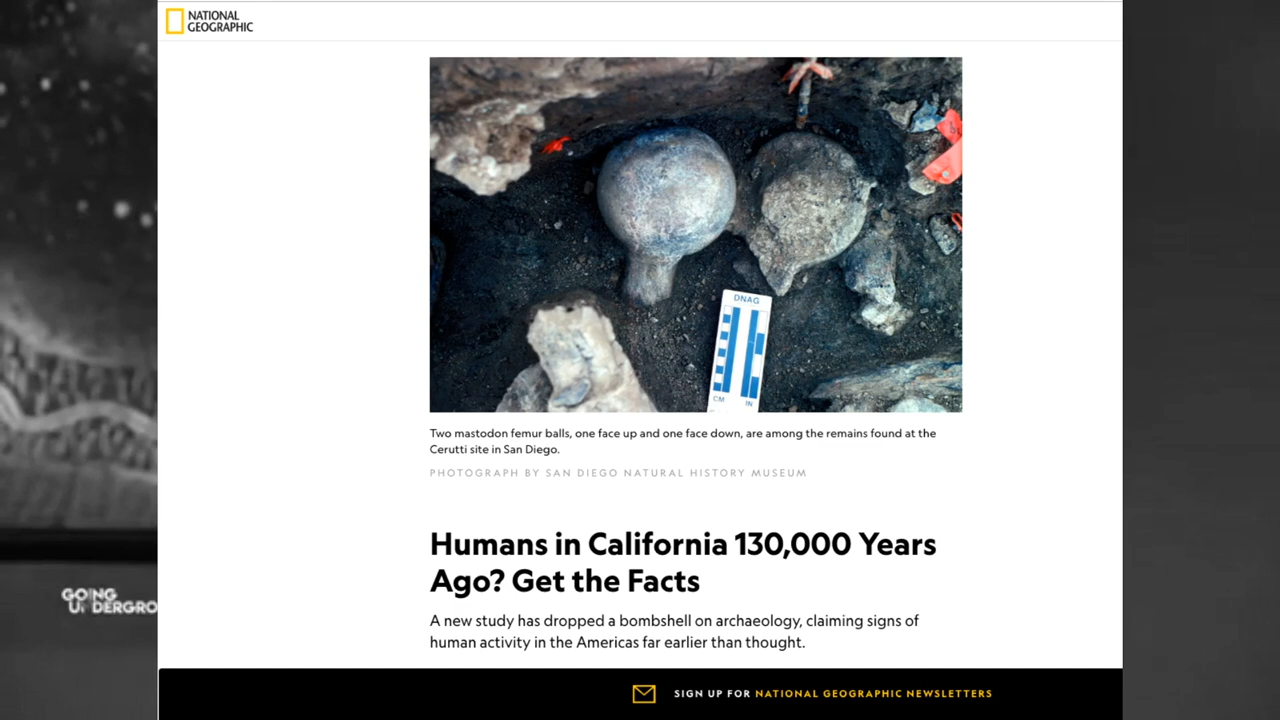 NATIONAL
GEOGRAPHIC
DNAG
CM IN
Two mastodon femur balls, one face up and one face down, are among the remains found at the
Cerutti site in San Diego.
PHOTOGRAPH BY SAN DIEGO NATURAL HISTORY MUSEUM
Humans in California 130,000 Years
Ago? Get the Facts
A new study has dropped a bombshell on archaeology, claiming signs of
human activity in the Americas far earlier than thought.
GOING
UNDERGRO
SIGN UP FOR NATIONAL GEOGRAPHIC NEWSLETTERS